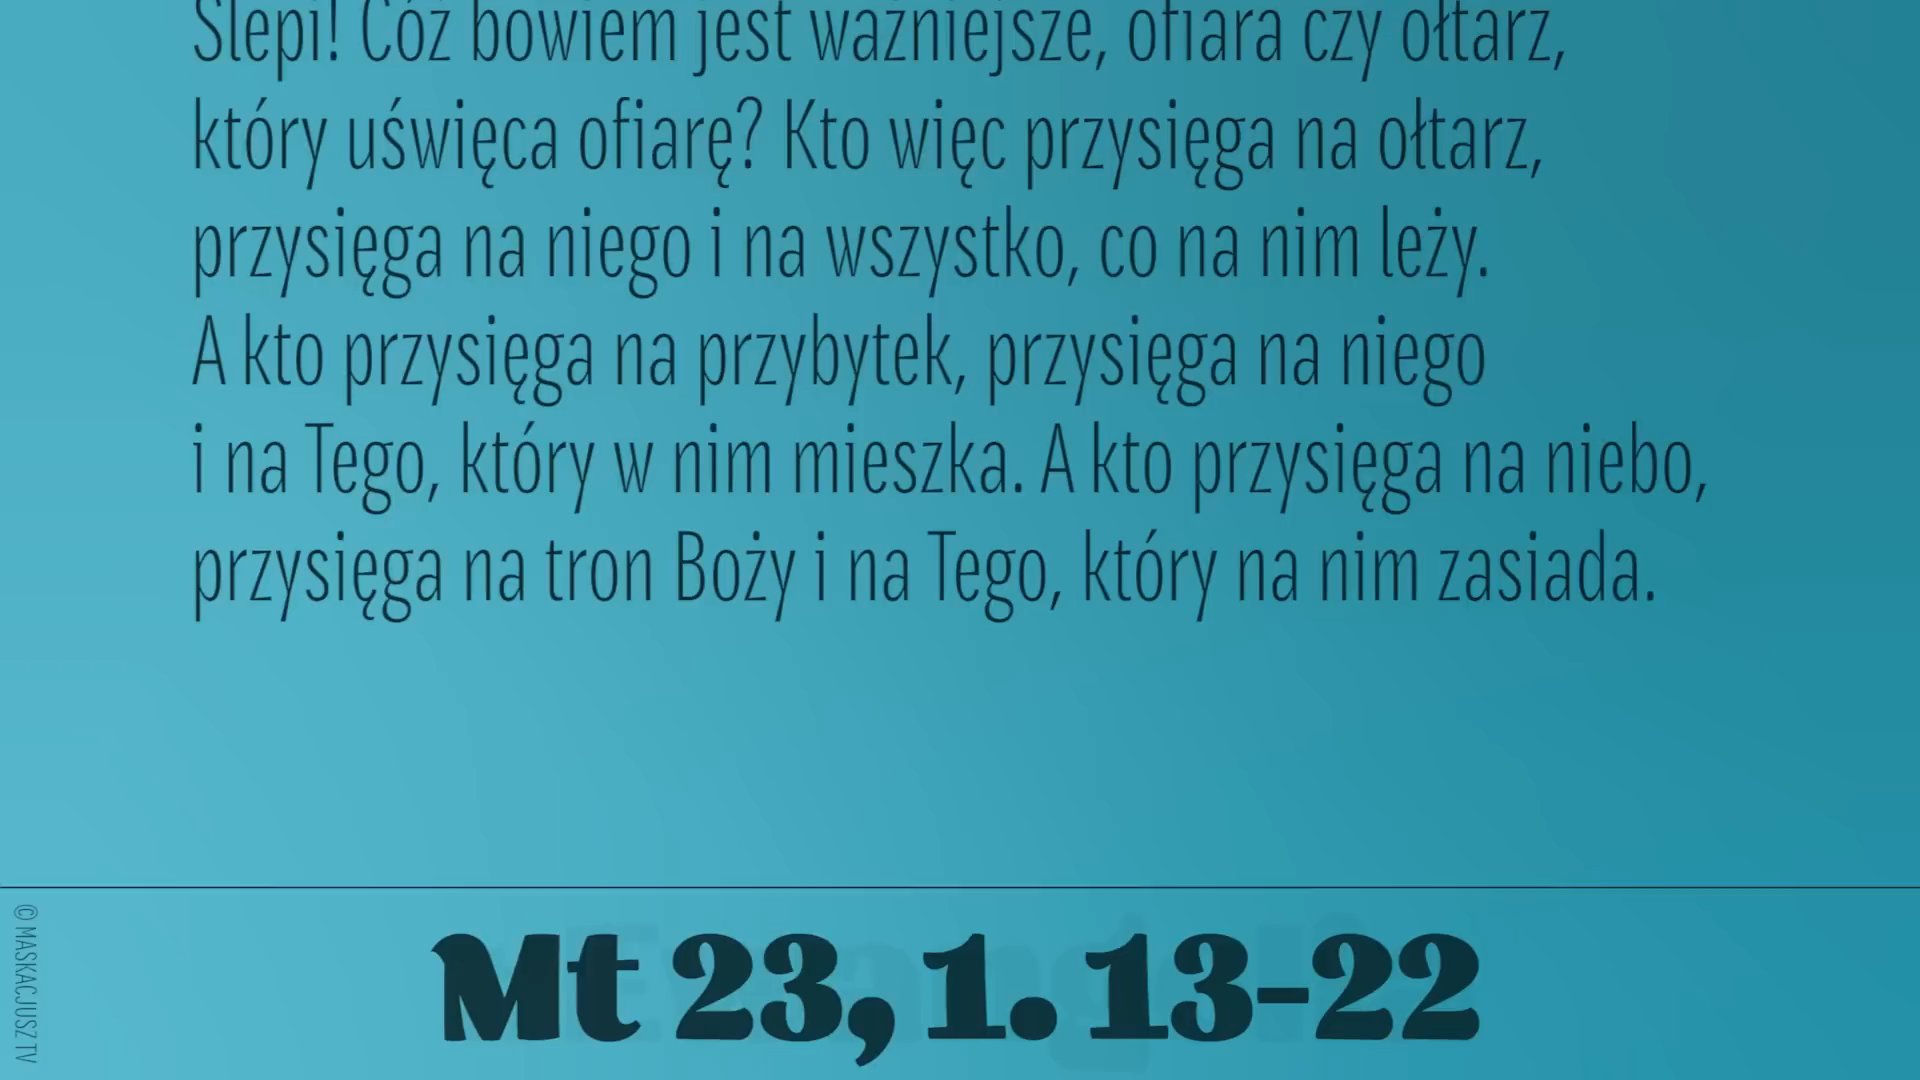 Ślepi! Cóż bowiem jest ważniejsze, ofiara czy ołtarz,
który uświęca ofiarę? Kto więc przysięga na ołtarz,
przysięga na niego i na wszystko, co na nim leży.
A kto przysięga na przybytek, przysięga na niego
i na Tego, który w nim mieszka. A kto przysięga na niebo,
przysięga na tron Boży i na Tego, który na nim zasiada.
Mt 23, 1. 13-22
© MASKACJUSZ TV